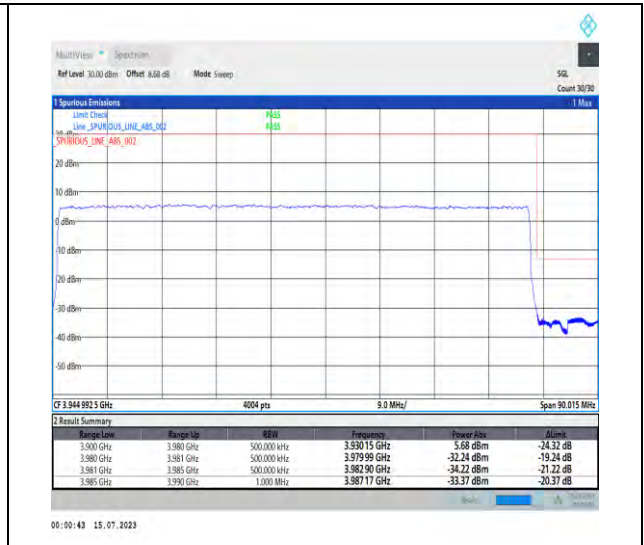 MultiView Spectrum
Ref Level 30.00 dBm Offset 8.68 dB Mode Sweep SGL
Count 30/30
1 Spurious Emissions 1 Max
Limit Check PASS
Line _SPURIOUS_LINE_ABS_002 PASS
_SPURIOUS_LINE_ABS_002
20 dBm
10 dBm
0 dBm
-10 dBm
-20 dBm
-30 dBm
-40 dBm
-50 dBm
CF 3.944 992 5 GHz 4004 pts 9.0 MHz/ Span 90.015 MHz
2 Result Summary
Range Low Range Up RBW Frequency Power Abs ΔLimit
3.900 GHz 3.980 GHz 500.000 kHz 3.930 15 GHz 5.68 dBm -24.32 dB
3.980 GHz 3.981 GHz 500.000 kHz 3.979 99 GHz -32.24 dBm -19.24 dB
3.981 GHz 3.985 GHz 500.000 kHz 3.982 90 GHz -34.22 dBm -21.22 dB
3.985 GHz 3.990 GHz 1.000 MHz 3.987 17 GHz -33.37 dBm -20.37 dB
00:00:43 15.07.2023